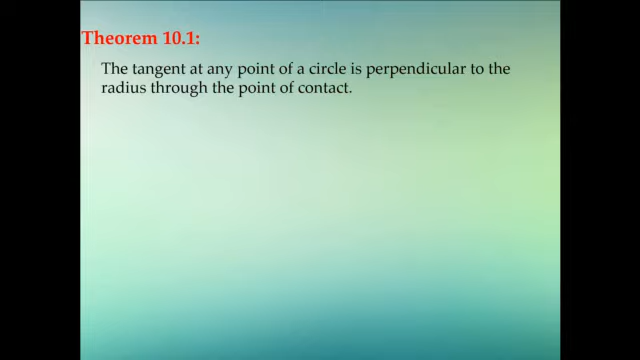 Theorem 10.1:
The tangent at any point of a circle is perpendicular to the
radius through the point of contact.